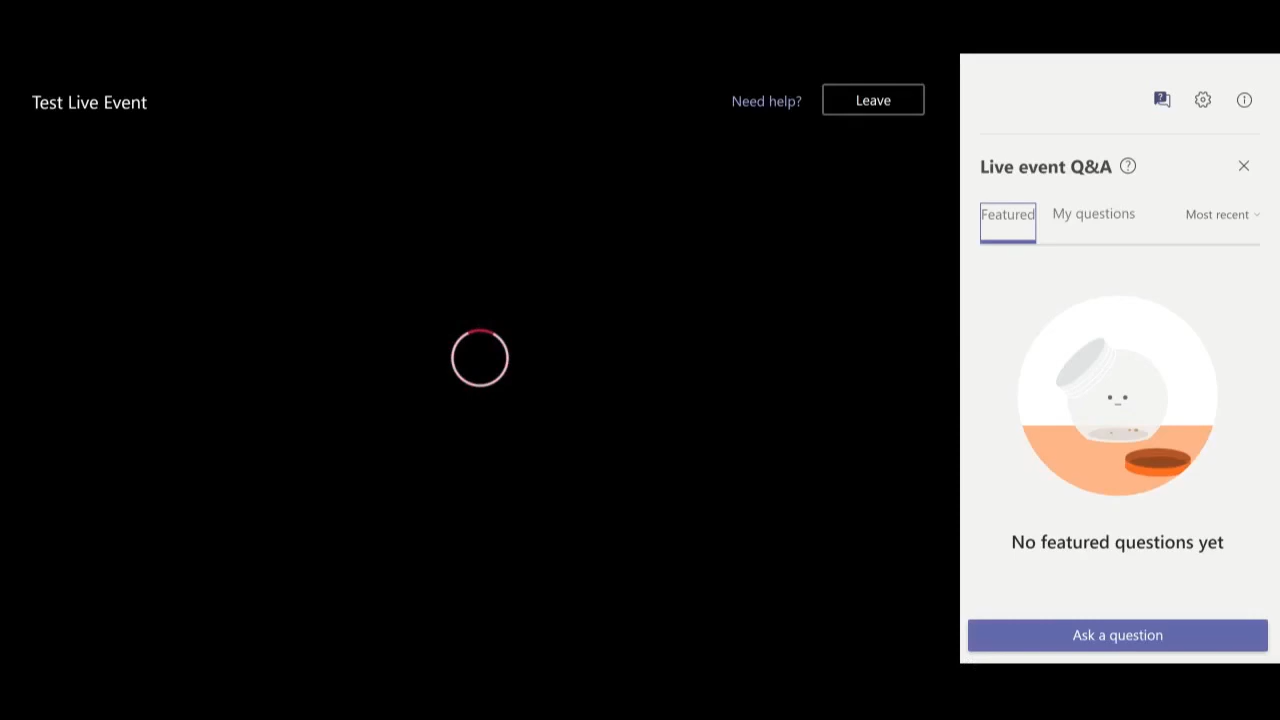 Test Live Event
Need help?
Leave
Live event Q&A
Featured
My questions
Most recent
No featured questions yet
Ask a question